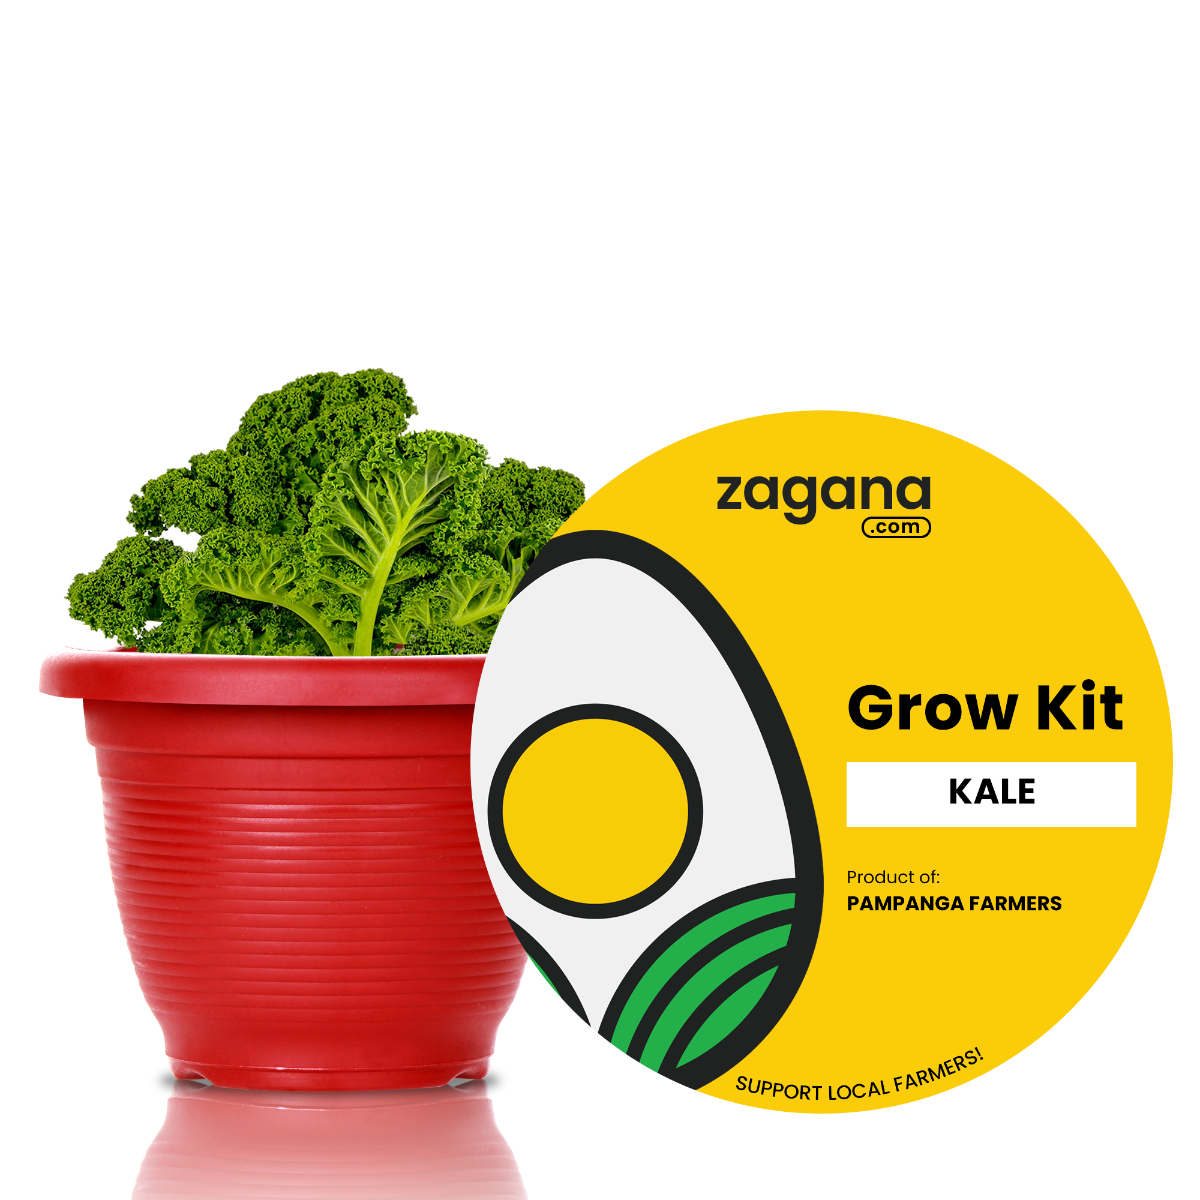 zagana
.com
Grow Kit
KALE
Product of:
PAMPANGA FARMERS
SUPPORT LOCAL FARMERS!